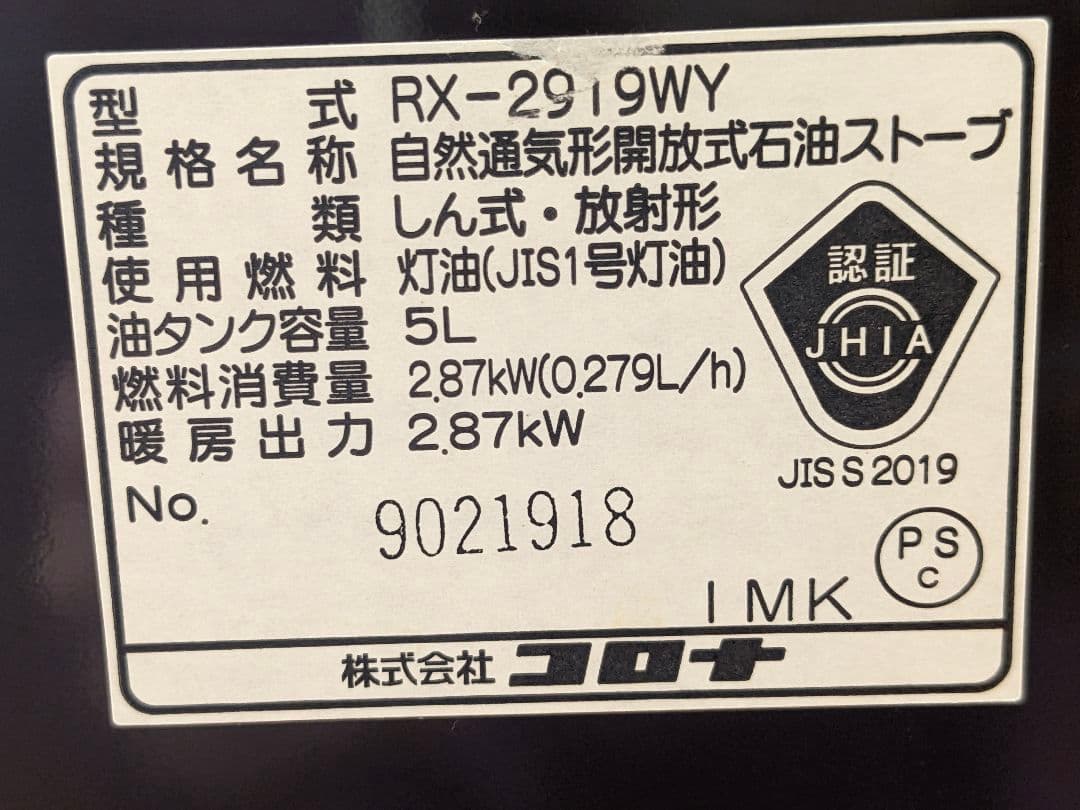 型式 RX-2919WY
規格名称 自然通気形開放式石油ストーブ
種類 しん式・放射形
使用燃料 灯油(JIS1号灯油)
油タンク容量 5L
燃料消費量 2.87kW(0.279L/h)
暖房出力 2.87kW
認証
JHIA
JIS S 2019
No. 9021918
PS
C
IMK
株式会社 コロナ